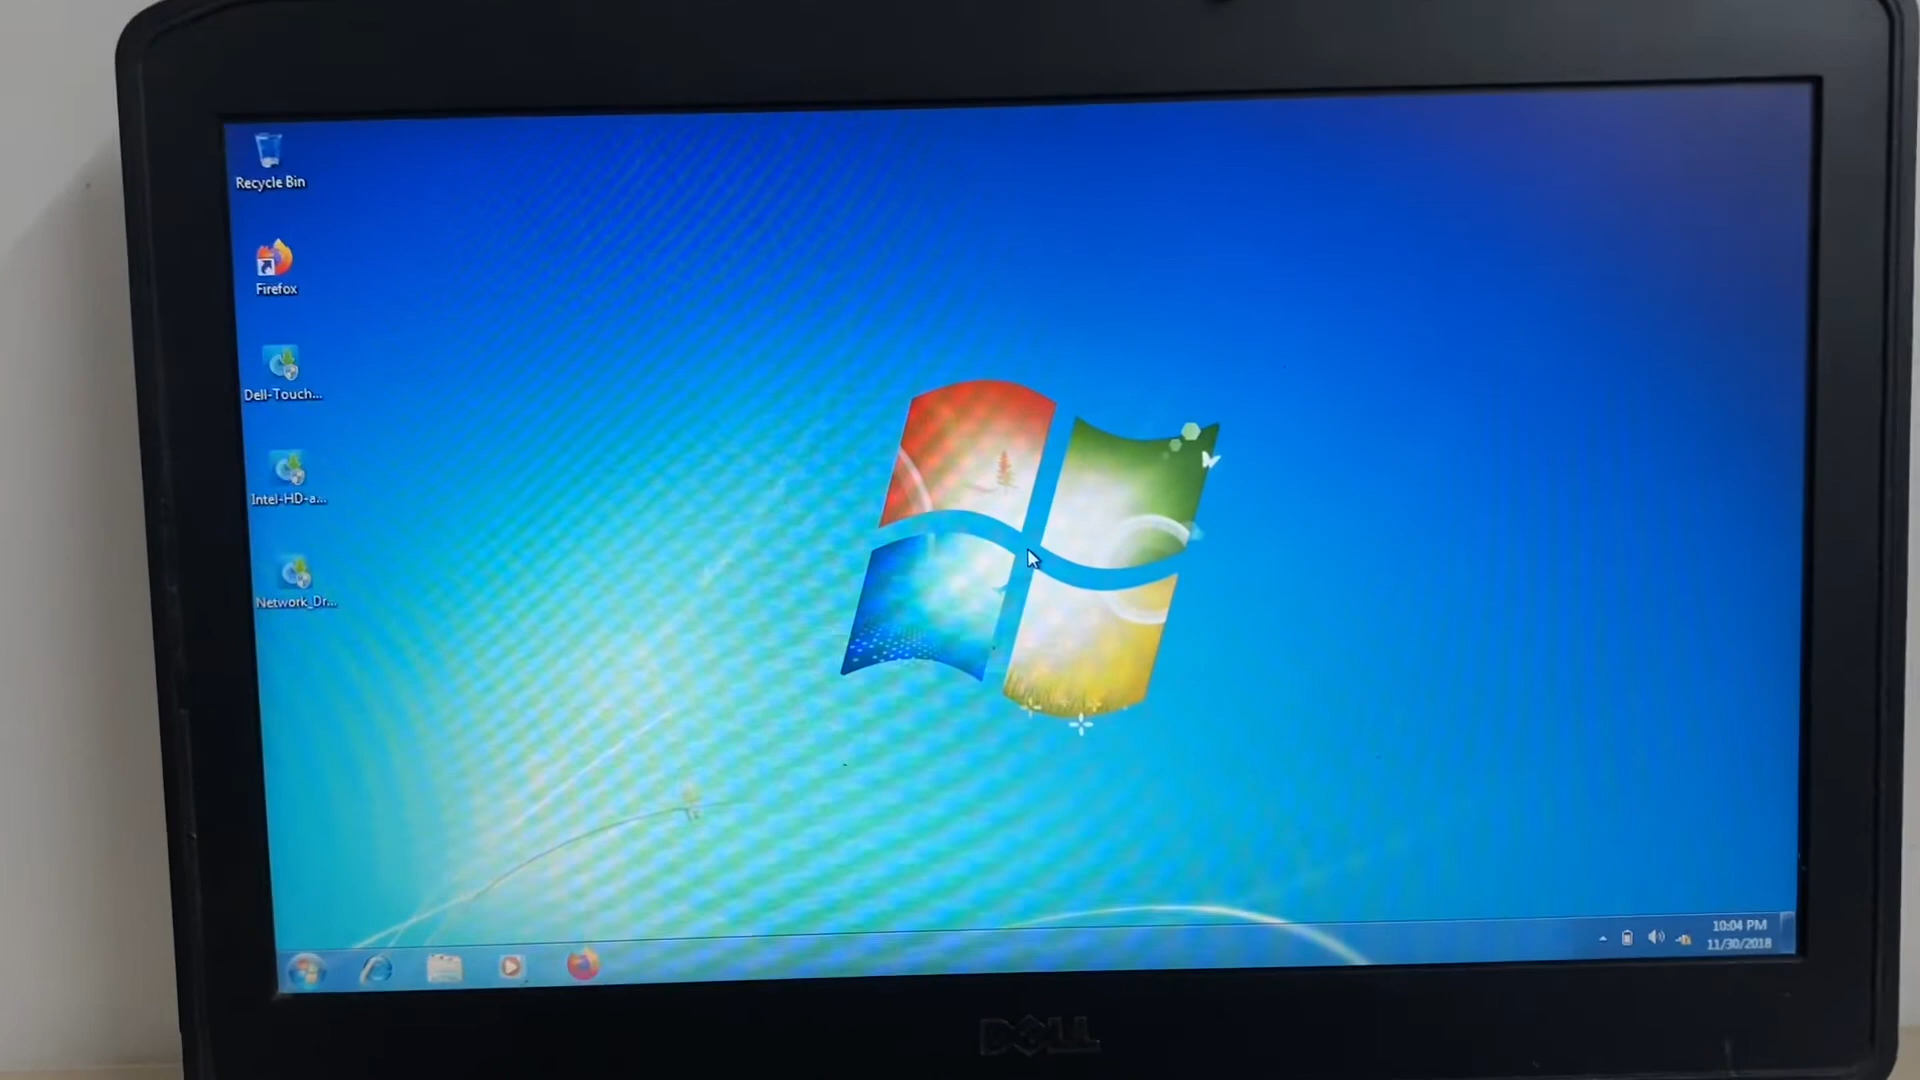 Recycle Bin
Firefox
Dell-Touch...
Intel-HD-a...
Network_Dr...
10:04 PM
11/30/2018
DELL